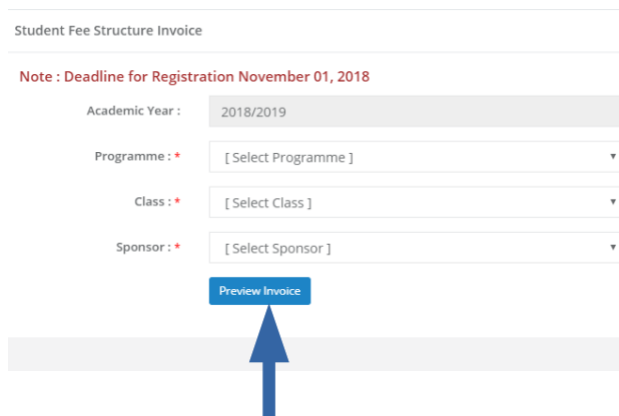 Student Fee Structure Invoice
Note : Deadline for Registration November 01, 2018
Academic Year : 2018/2019
Programme : * [ Select Programme ]
Class : * [ Select Class ]
Sponsor : * [ Select Sponsor ]
Preview Invoice